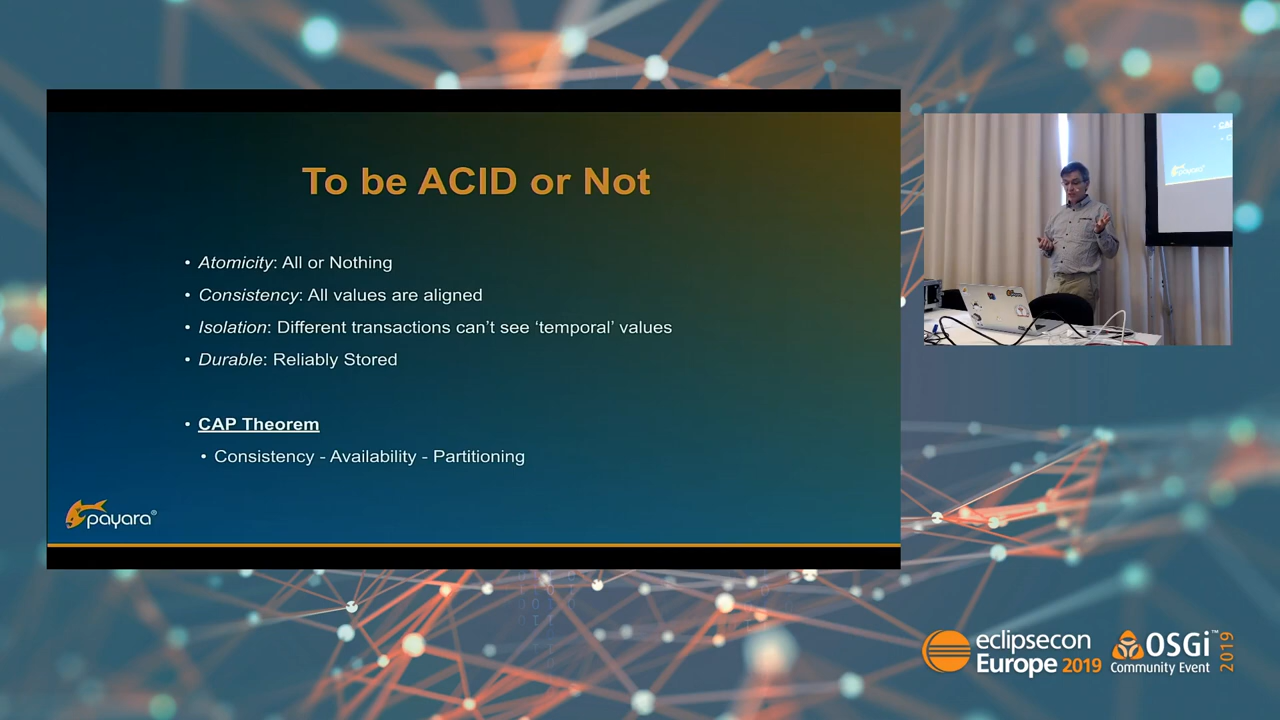 To be ACID or Not
• Atomicity: All or Nothing
• Consistency: All values are aligned
• Isolation: Different transactions can't see ‘temporal’ values
• Durable: Reliably Stored
• CAP Theorem
• Consistency - Availability - Partitioning
payara®
eclipsecon
Europe 2019
OSGi™
Community Event
2019